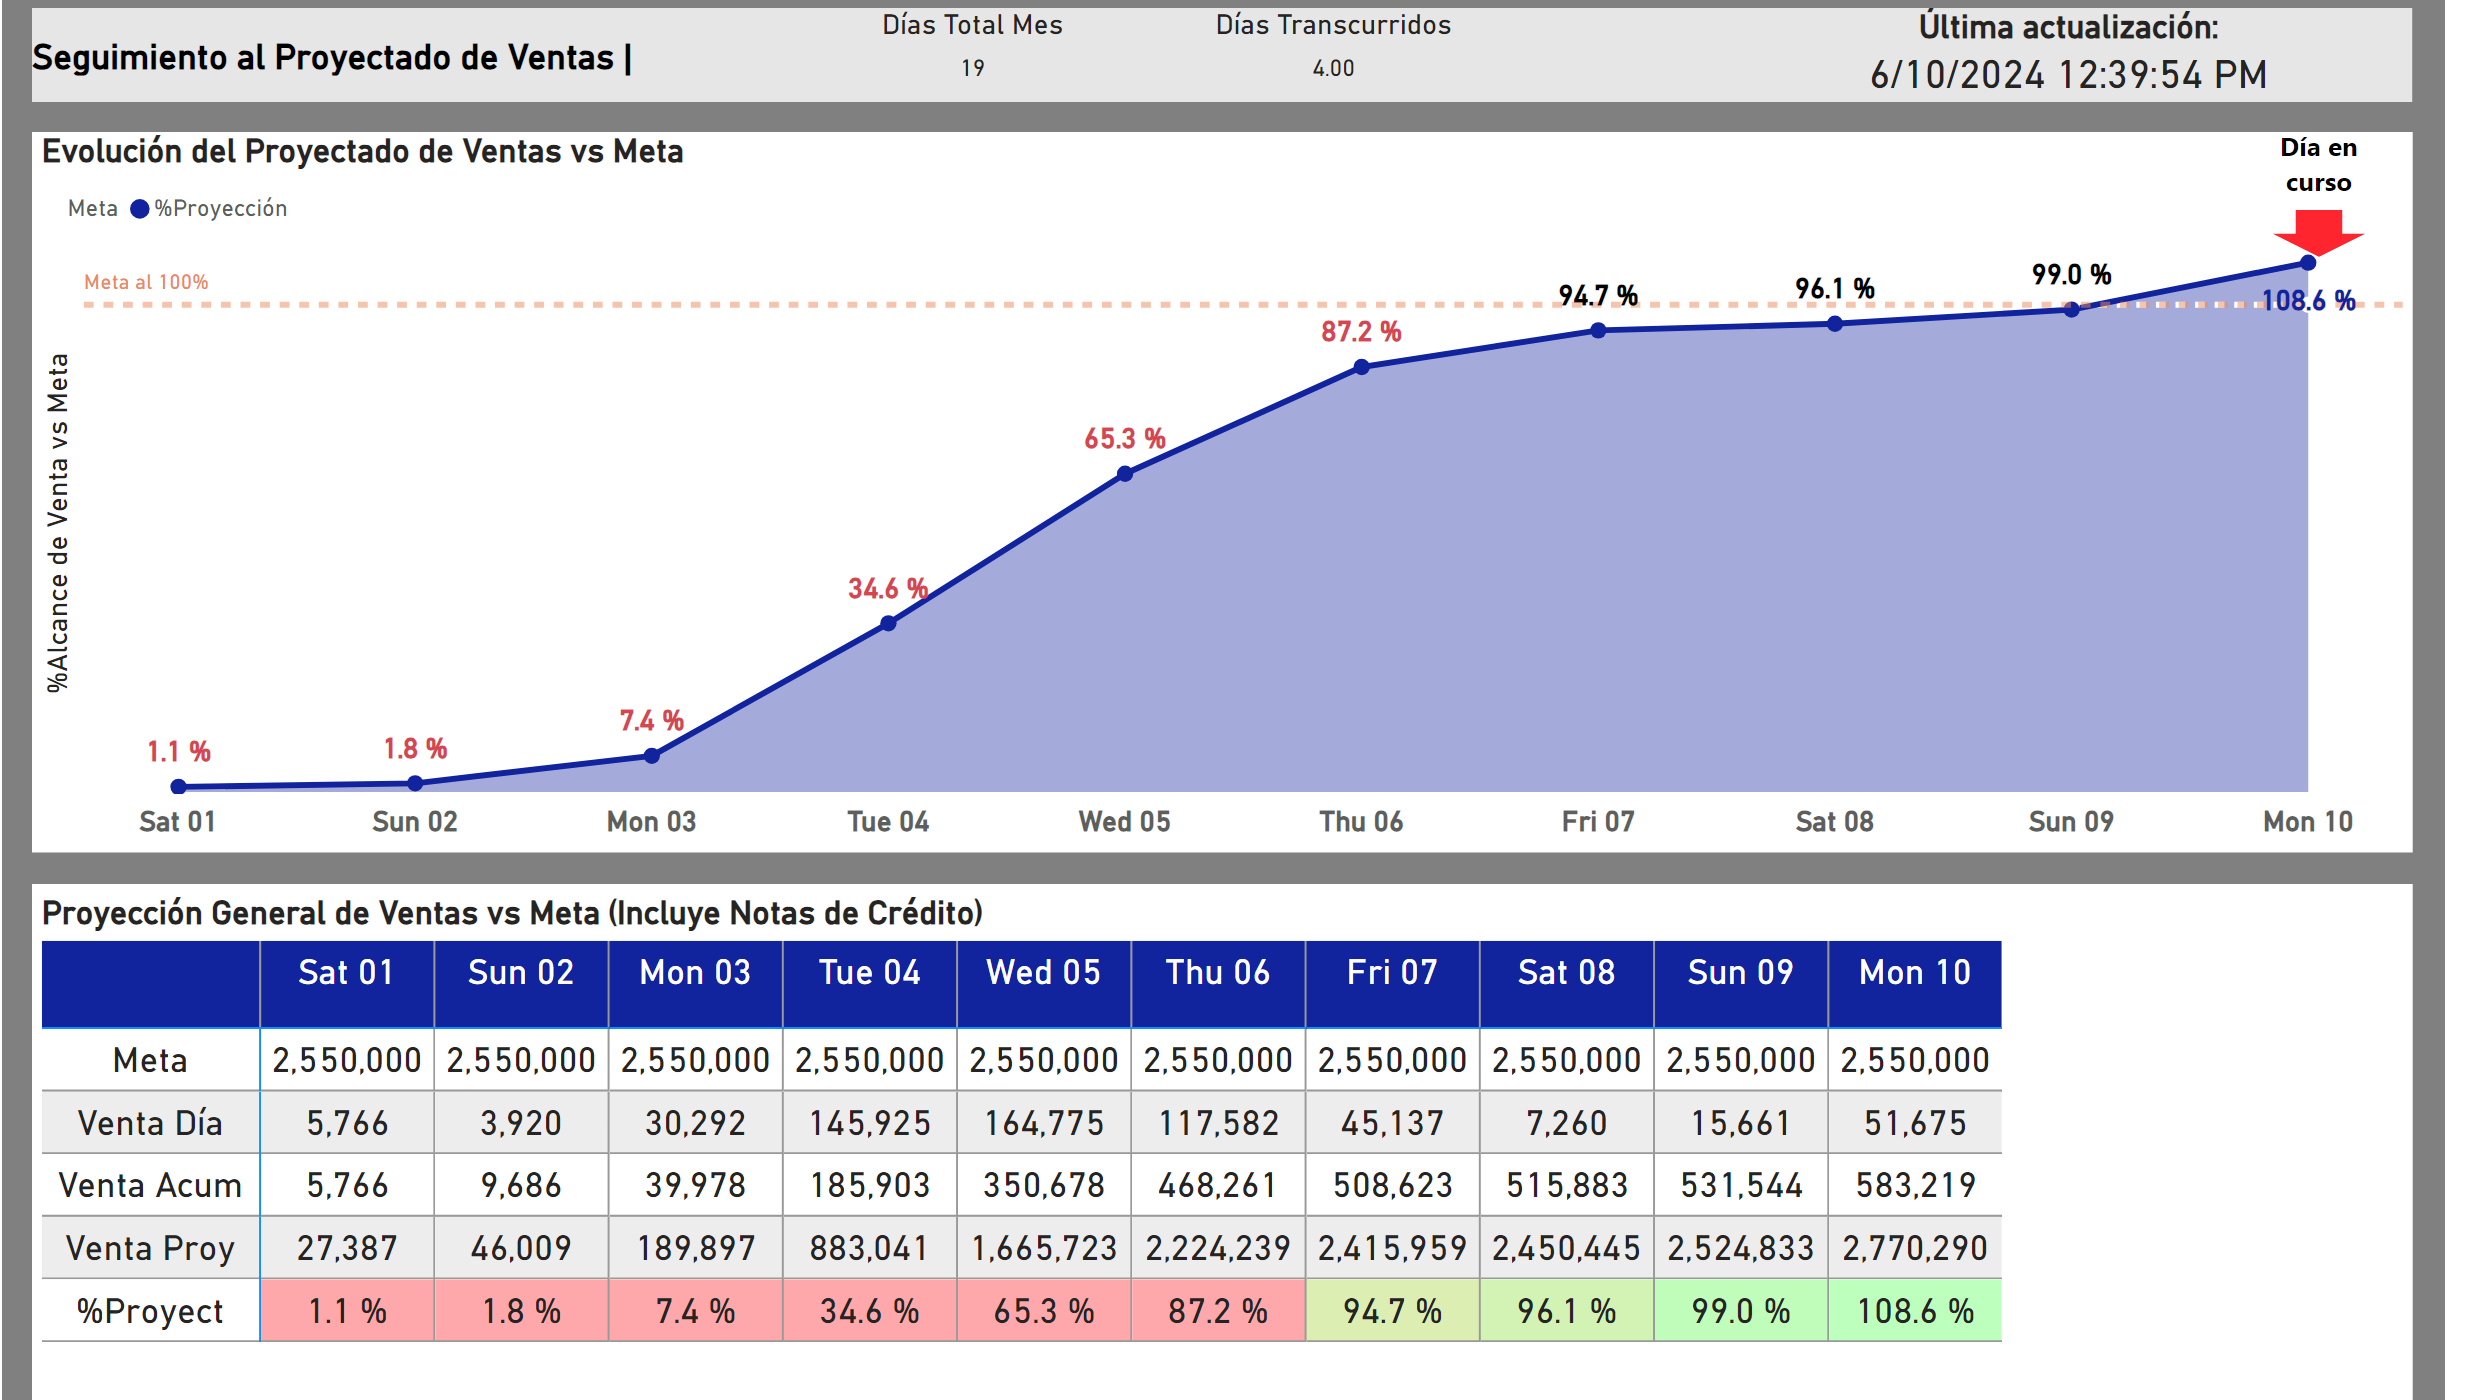 Seguimiento al Proyectado de Ventas |
Días Total Mes
19
Días Transcurridos
4.00
Última actualización:
6/10/2024 12:39:54 PM
Evolución del Proyectado de Ventas vs Meta
Meta %Proyección
Día en
curso
Meta al 100%
%Alcance de Venta vs Meta
1.1 %
1.8 %
7.4 %
34.6 %
65.3 %
87.2 %
94.7 %
96.1 %
99.0 %
108.6 %
Sat 01 Sun 02 Mon 03 Tue 04 Wed 05 Thu 06 Fri 07 Sat 08 Sun 09 Mon 10
Proyección General de Ventas vs Meta (Incluye Notas de Crédito)
Sat 01 Sun 02 Mon 03 Tue 04 Wed 05 Thu 06 Fri 07 Sat 08 Sun 09 Mon 10
Meta 2,550,000 2,550,000 2,550,000 2,550,000 2,550,000 2,550,000 2,550,000 2,550,000 2,550,000 2,550,000
Venta Día 5,766 3,920 30,292 145,925 164,775 117,582 45,137 7,260 15,661 51,675
Venta Acum 5,766 9,686 39,978 185,903 350,678 468,261 508,623 515,883 531,544 583,219
Venta Proy 27,387 46,009 189,897 883,041 1,665,723 2,224,239 2,415,959 2,450,445 2,524,833 2,770,290
%Proyect 1.1 % 1.8 % 7.4 % 34.6 % 65.3 % 87.2 % 94.7 % 96.1 % 99.0 % 108.6 %